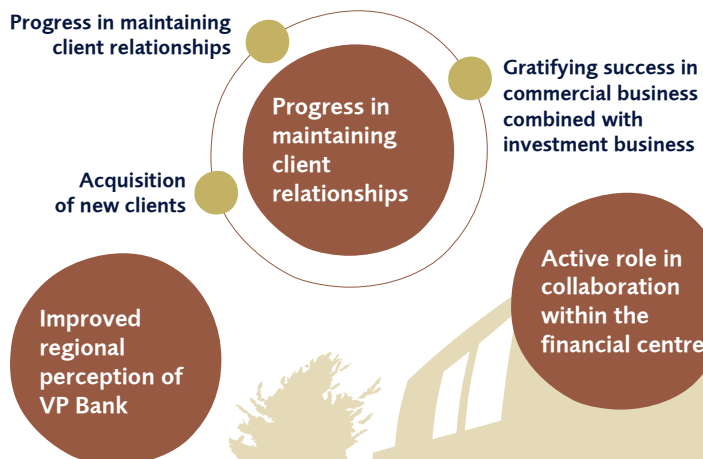 Progress in maintaining
client relationships
Progress in
maintaining
client
relationships
Gratifying success in
commercial business
combined with
investment business
Acquisition
of new clients
Active role in
collaboration
within the
financial centre
Improved
regional
perception of
VP Bank